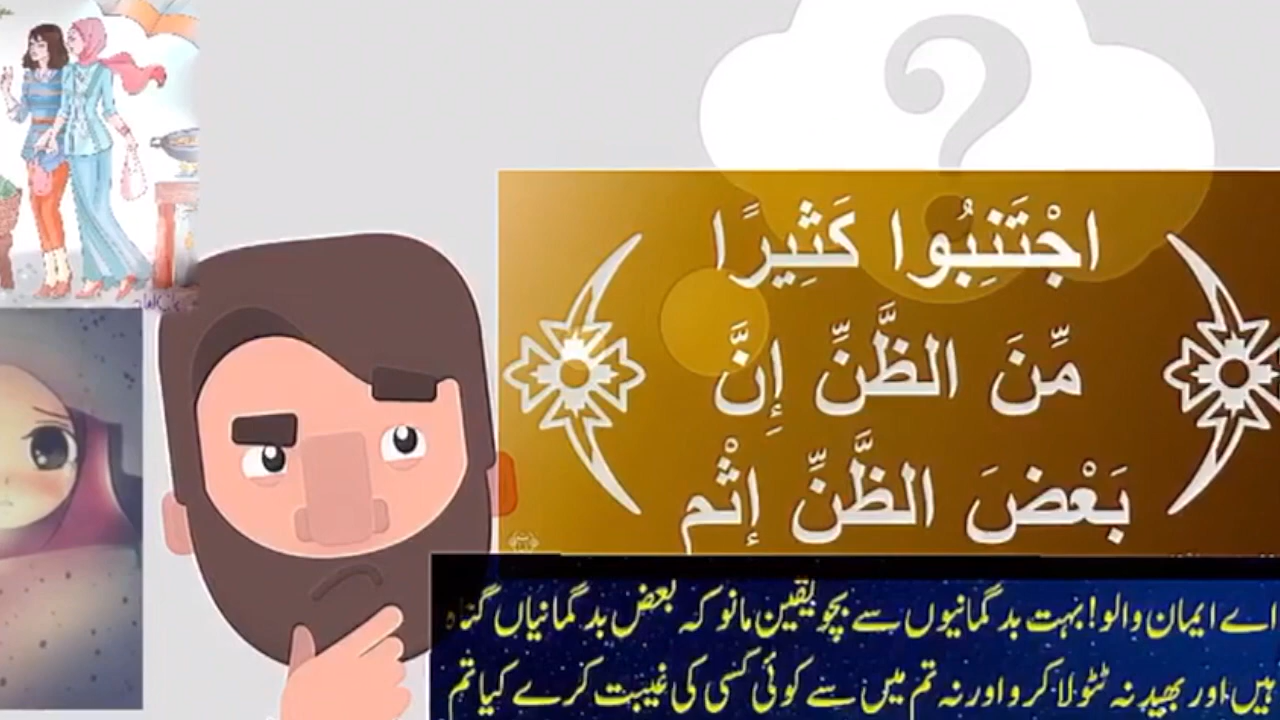 اجْتَنِبُوا كَثِيرًا
مِّنَ الظَّنِّ إِنَّ
بَعْضَ الظَّنِّ إِثْم
اے ایمان والو! بہت بدگمانیوں سے بچو یقین مانو کہ بعض بدگمانیاں گناہ
ہیں اور بھید نہ ٹٹولا کرو اور نہ تم میں سے کوئی کسی کی غیبت کرے کیا تم